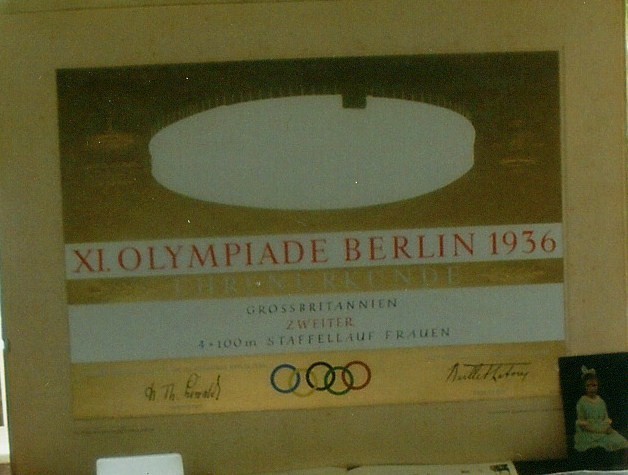 XI. OLYMPIADE BERLIN 1936
EHRENURKUNDE
GROSSBRITANNIEN
ZWEITER
4×100m STAFFELLAUF FRAUEN